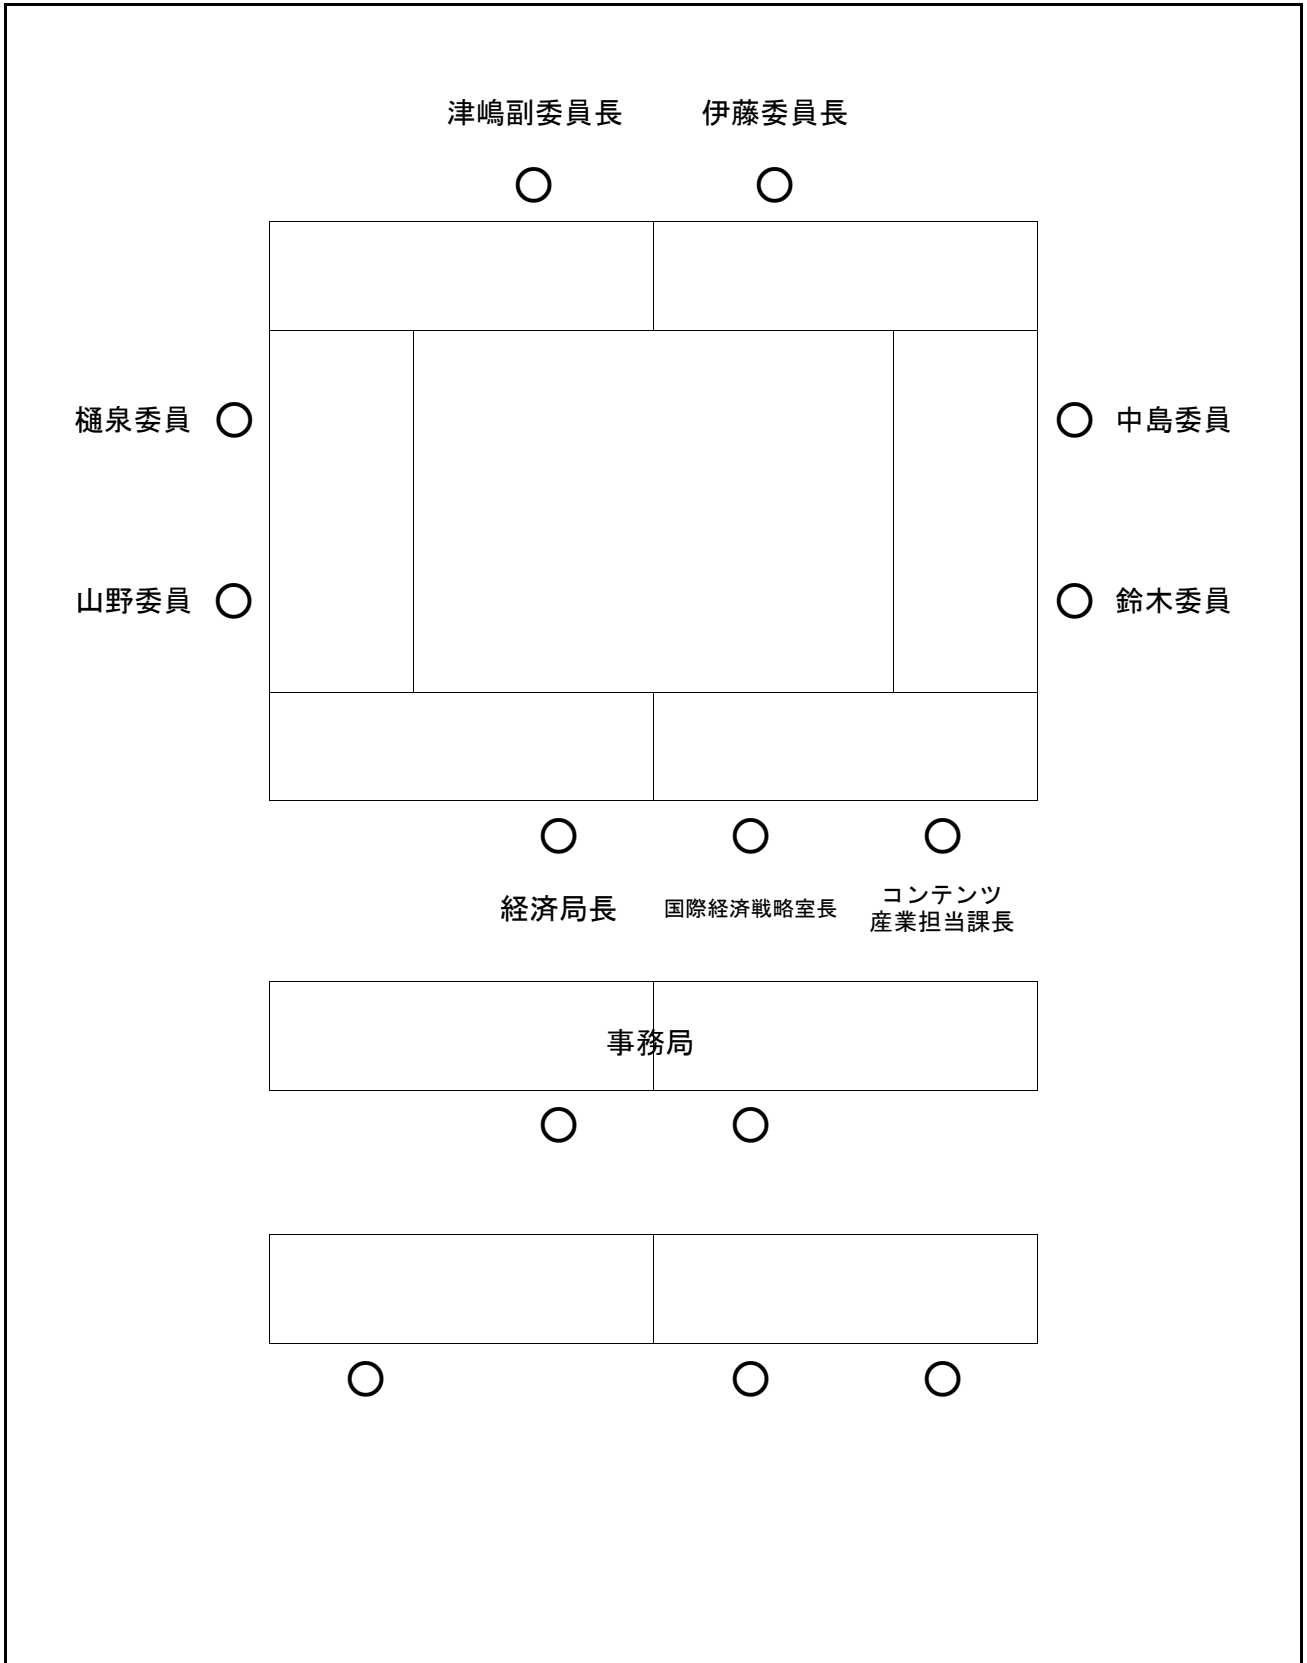 津嶋副委員長
伊藤委員長
樋泉委員
中島委員
山野委員
鈴木委員
経済局長
国際経済戦略室長
コンテンツ
産業担当課長
事務局